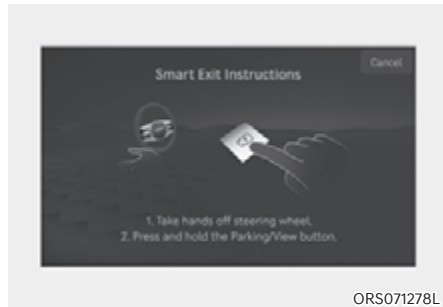 Cancel
Smart Exit Instructions
1. Take hands off steering wheel.
2. Press and hold the Parking/View button.
ORS071278L